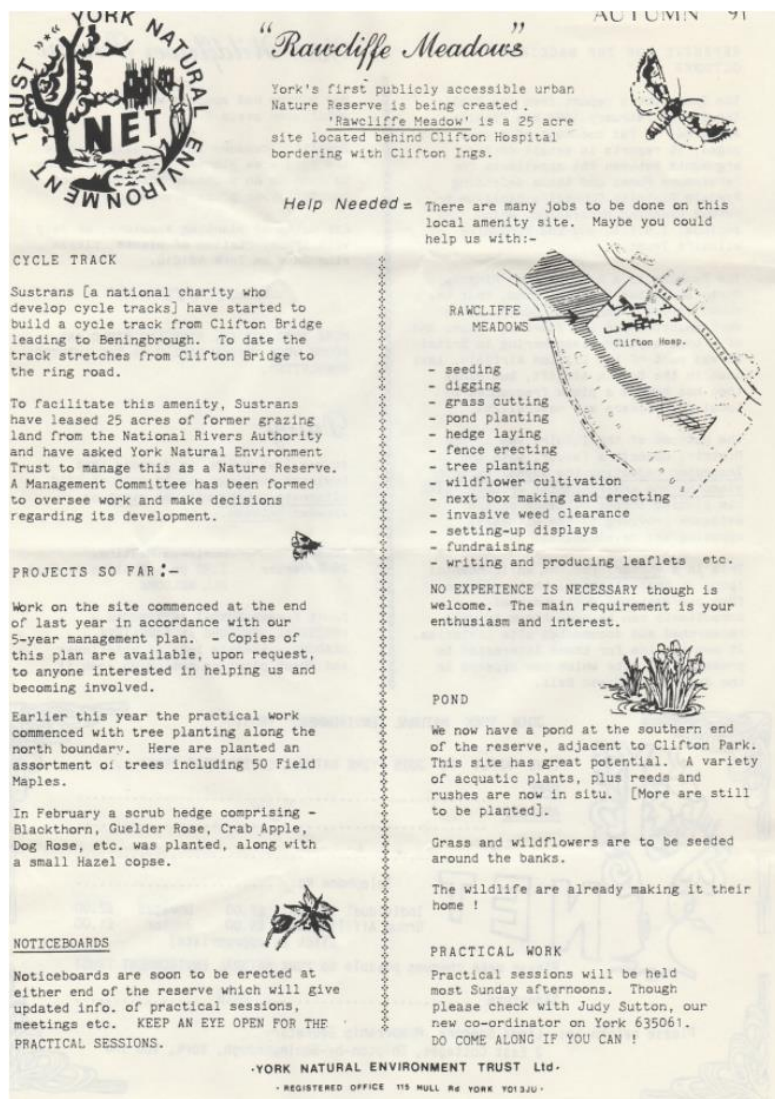 YORK NATURAL ENVIRONMENT TRUST
NET
AUTUMN 91
"Rawcliffe Meadows"
York's first publicly accessible urban
Nature Reserve is being created .
'Rawcliffe Meadow' is a 25 acre
site located behind Clifton Hospital
bordering with Clifton Ings.
Help Needed = There are many jobs to be done on this
local amenity site. Maybe you could
help us with:-
CYCLE TRACK
Sustrans [a national charity who
develop cycle tracks] have started to
build a cycle track from Clifton Bridge
leading to Beningbrough. To date the
track stretches from Clifton Bridge to
the ring road.
To facilitate this amenity, Sustrans
have leased 25 acres of former grazing
land from the National Rivers Authority
and have asked York Natural Environment
Trust to manage this as a Nature Reserve.
A Management Committee has been formed
to oversee work and make decisions
regarding its development.
PROJECTS SO FAR :-
Work on the site commenced at the end
of last year in accordance with our
5-year management plan. - Copies of
this plan are available, upon request,
to anyone interested in helping us and
becoming involved.
Earlier this year the practical work
commenced with tree planting along the
north boundary. Here are planted an
assortment of trees including 50 Field
Maples.
In February a scrub hedge comprising -
Blackthorn, Guelder Rose, Crab Apple,
Dog Rose, etc. was planted, along with
a small Hazel copse.
NOTICEBOARDS
Noticeboards are soon to be erected at
either end of the reserve which will give
updated info. of practical sessions,
meetings etc. KEEP AN EYE OPEN FOR THE
PRACTICAL SESSIONS.
RAWCLIFFE
MEADOWS
Clifton Hosp.
- seeding
- digging
- grass cutting
- pond planting
- hedge laying
- fence erecting
- tree planting
- wildflower cultivation
- next box making and erecting
- invasive weed clearance
- setting-up displays
- fundraising
- writing and producing leaflets etc.
NO EXPERIENCE IS NECESSARY though is
welcome. The main requirement is your
enthusiasm and interest.
POND
We now have a pond at the southern end
of the reserve, adjacent to Clifton Park.
This site has great potential. A variety
of acquatic plants, plus reeds and
rushes are now in situ. [More are still
to be planted].
Grass and wildflowers are to be seeded
around the banks.
The wildlife are already making it their
home !
PRACTICAL WORK
Practical sessions will be held
most Sunday afternoons. Though
please check with Judy Sutton, our
new co-ordinator on York 635061.
DO COME ALONG IF YOU CAN !
·YORK NATURAL ENVIRONMENT TRUST Ltd·
· REGISTERED OFFICE 115 HULL Rd YORK YO1 3JU ·